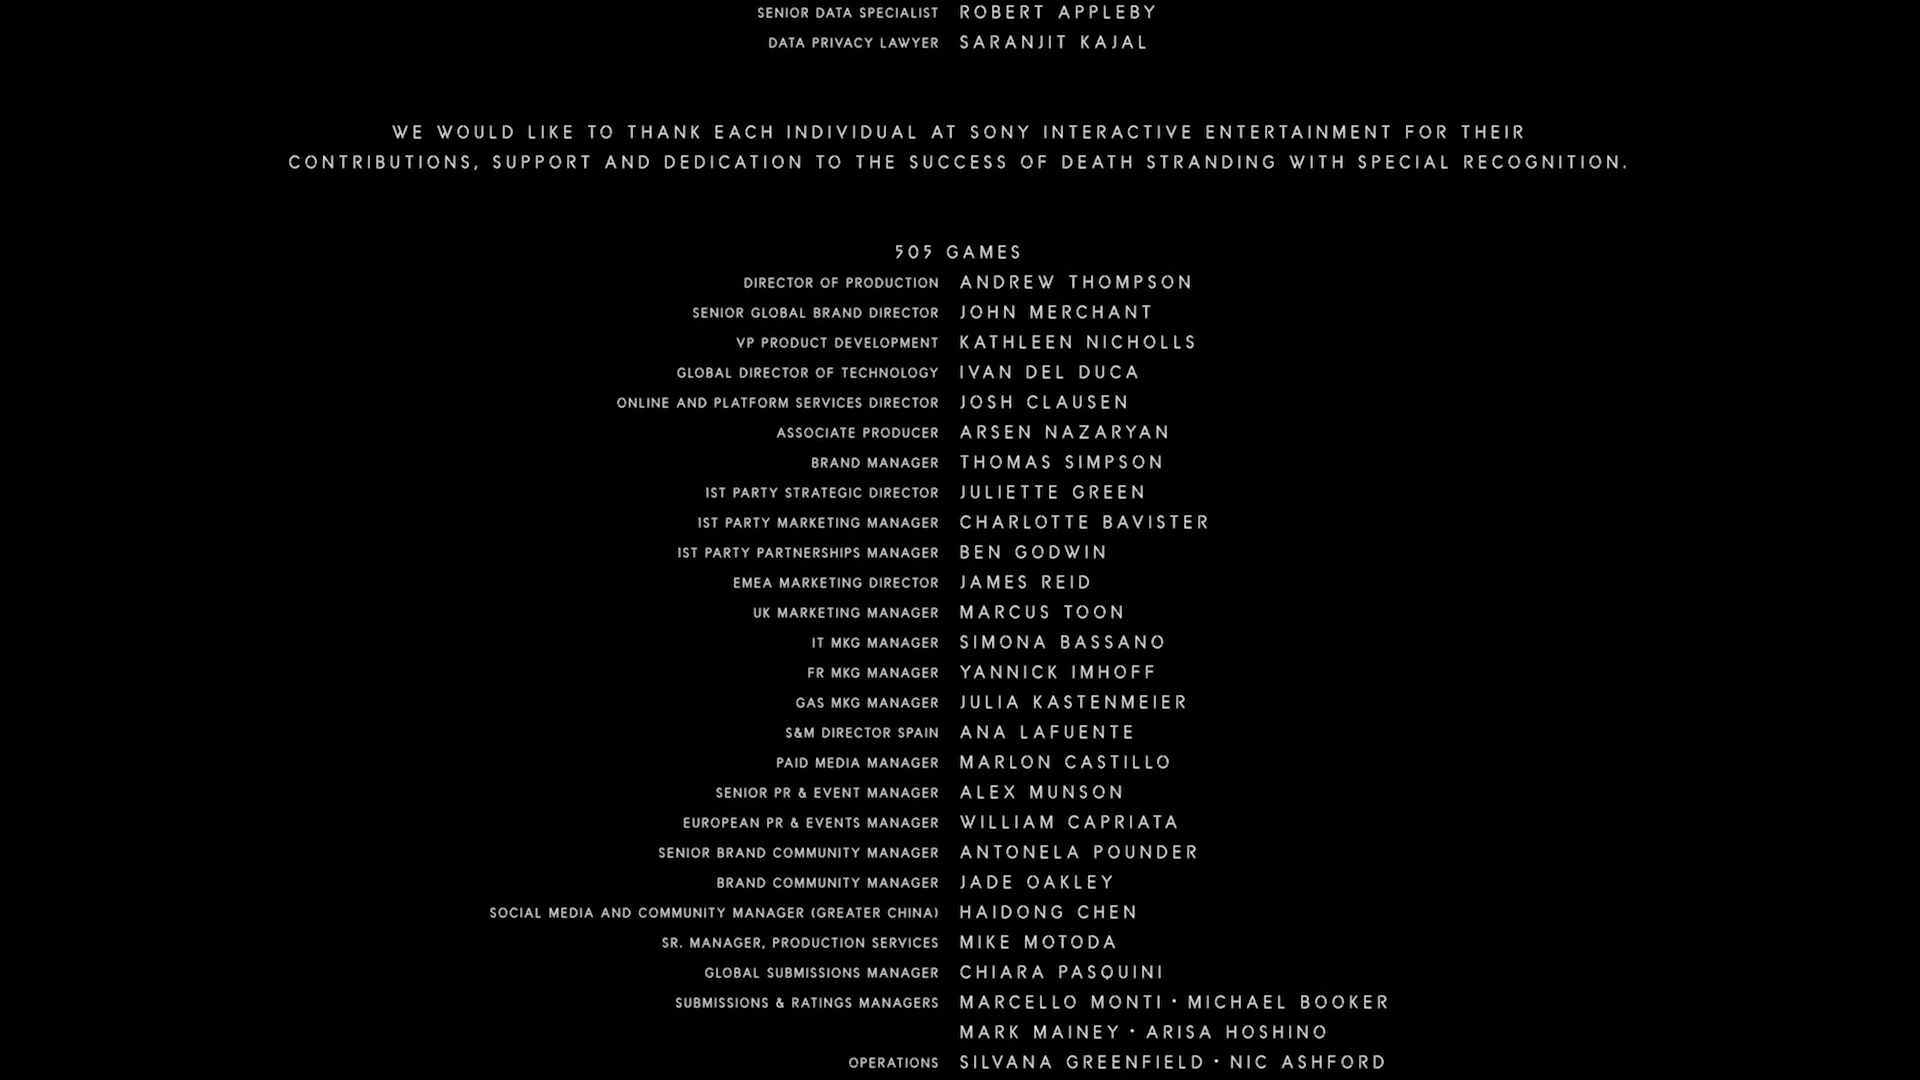 SENIOR DATA SPECIALIST ROBERT APPLEBY
DATA PRIVACY LAWYER SARANJIT KAJAL
WE WOULD LIKE TO THANK EACH INDIVIDUAL AT SONY INTERACTIVE ENTERTAINMENT FOR THEIR
CONTRIBUTIONS, SUPPORT AND DEDICATION TO THE SUCCESS OF DEATH STRANDING WITH SPECIAL RECOGNITION.
505 GAMES
DIRECTOR OF PRODUCTION ANDREW THOMPSON
SENIOR GLOBAL BRAND DIRECTOR JOHN MERCHANT
VP PRODUCT DEVELOPMENT KATHLEEN NICHOLLS
GLOBAL DIRECTOR OF TECHNOLOGY IVAN DEL DUCA
ONLINE AND PLATFORM SERVICES DIRECTOR JOSH CLAUSEN
ASSOCIATE PRODUCER ARSEN NAZARYAN
BRAND MANAGER THOMAS SIMPSON
1ST PARTY STRATEGIC DIRECTOR JULIETTE GREEN
1ST PARTY MARKETING MANAGER CHARLOTTE BAVISTER
1ST PARTY PARTNERSHIPS MANAGER BEN GODWIN
EMEA MARKETING DIRECTOR JAMES REID
UK MARKETING MANAGER MARCUS TOON
IT MKG MANAGER SIMONA BASSANO
FR MKG MANAGER YANNICK IMHOFF
GAS MKG MANAGER JULIA KASTENMEIER
S&M DIRECTOR SPAIN ANA LAFUENTE
PAID MEDIA MANAGER MARLON CASTILLO
SENIOR PR & EVENT MANAGER ALEX MUNSON
EUROPEAN PR & EVENTS MANAGER WILLIAM CAPRIATA
SENIOR BRAND COMMUNITY MANAGER ANTONELA POUNDER
BRAND COMMUNITY MANAGER JADE OAKLEY
SOCIAL MEDIA AND COMMUNITY MANAGER (GREATER CHINA) HAIDONG CHEN
SR. MANAGER, PRODUCTION SERVICES MIKE MOTODA
GLOBAL SUBMISSIONS MANAGER CHIARA PASQUINI
SUBMISSIONS & RATINGS MANAGERS MARCELLO MONTI・MICHAEL BOOKER
MARK MAINEY・ARISA HOSHINO
OPERATIONS SILVANA GREENFIELD・NIC ASHFORD